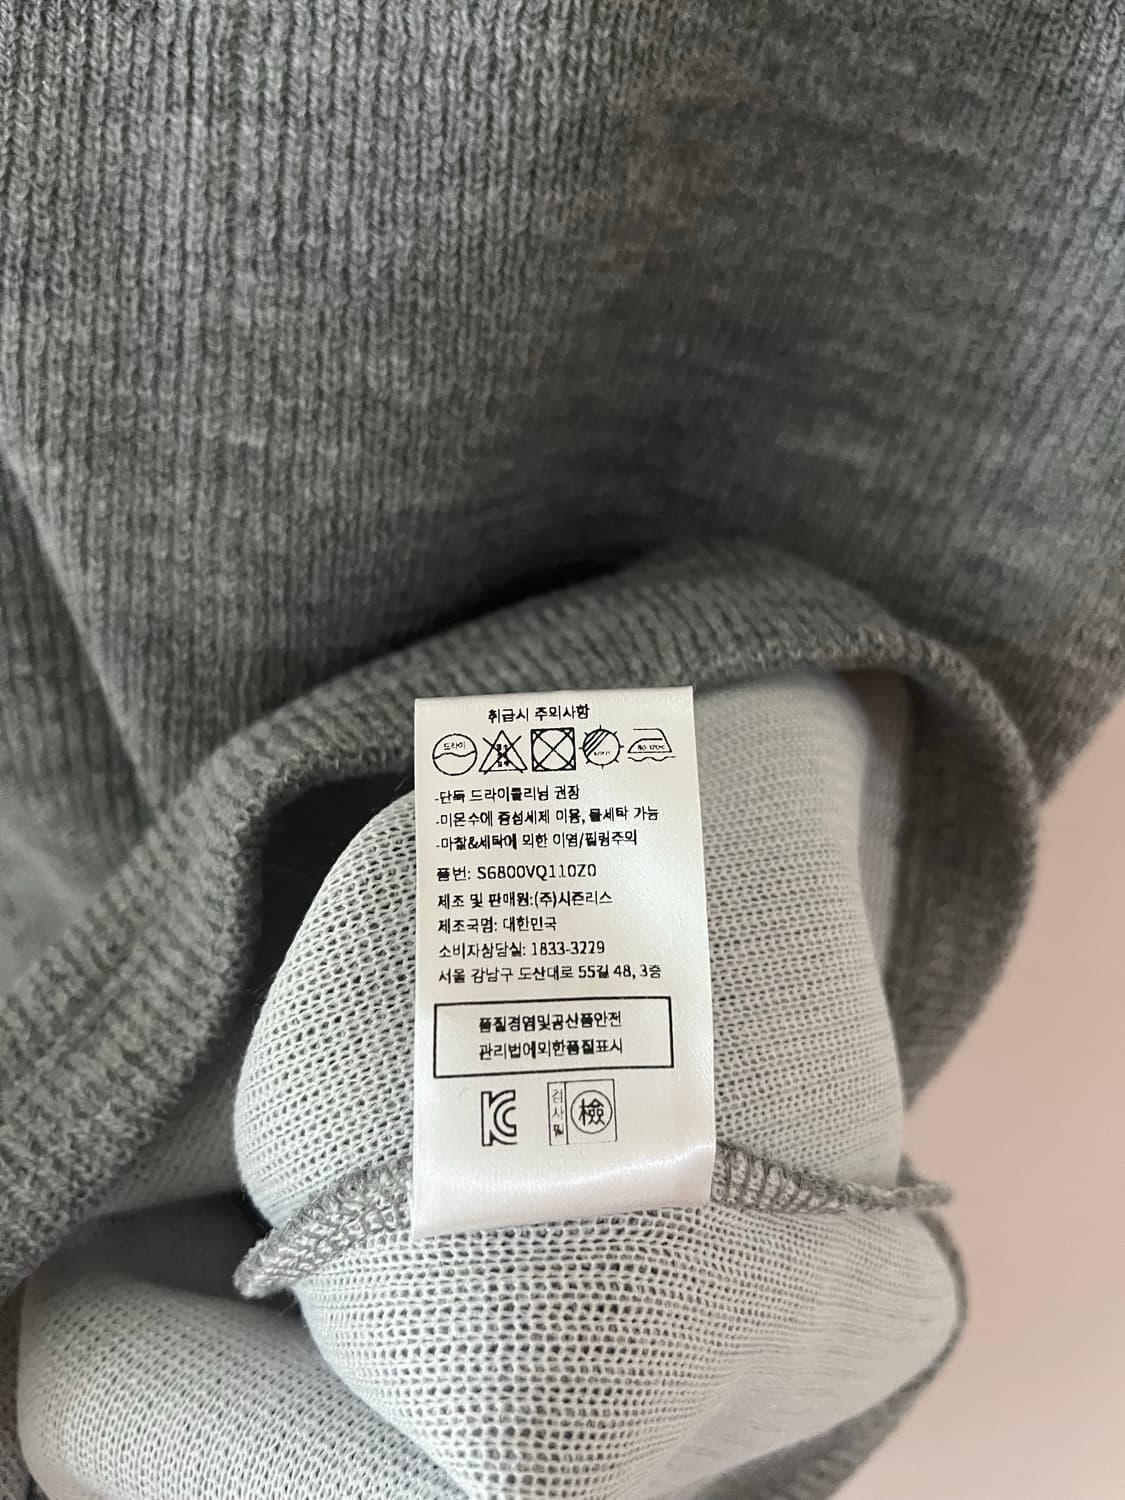 취급시 주의사항
드라이
80-120℃
-단독 드라이클리닝 권장
-미온수에 중성세제 이용, 물세탁 가능
-마찰&세탁에 의한 이염/필링주의
품번: S6800VQ110Z0
제조 및 판매원:(주)시즌리스
제조국명: 대한민국
소비자상담실: 1833-3229
서울 강남구 도산대로 55길 48, 3층
품질경영및공산품안전
관리법에의한품질표시
KC 검사필 檢